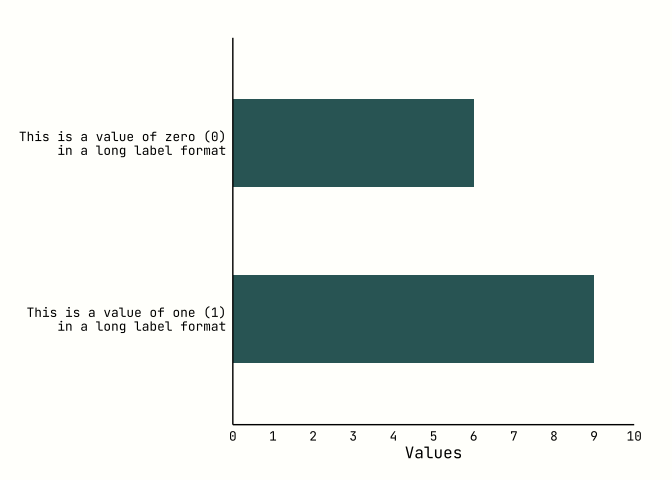 This is a value of zero (0)
in a long label format
This is a value of one (1)
in a long label format
0 1 2 3 4 5 6 7 8 9 10
Values